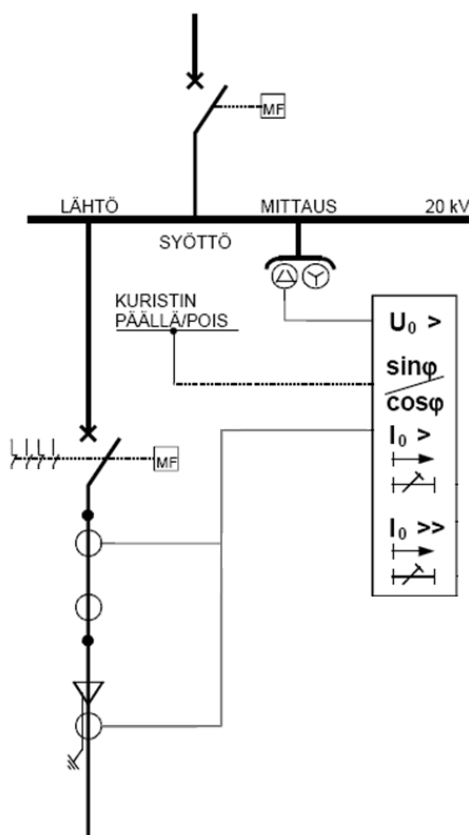 MF
LÄHTÖ
MITTAUS
20 kV
SYÖTTÖ
KURISTIN
PÄÄLLÄ/POIS
U₀ >
sinφ
cosφ
I₀ >
I₀ >>
MF